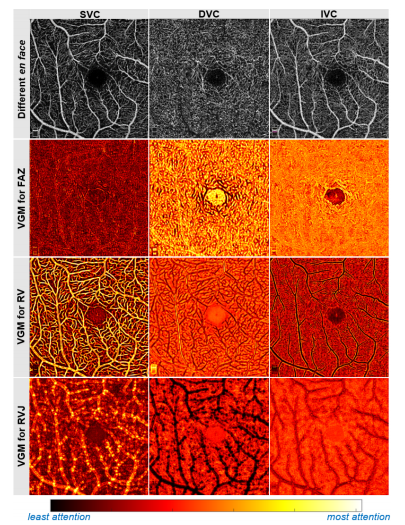 SVC DVC IVC
Different en face
VGM for FAZ
VGM for RV
VGM for RVJ
least attention most attention